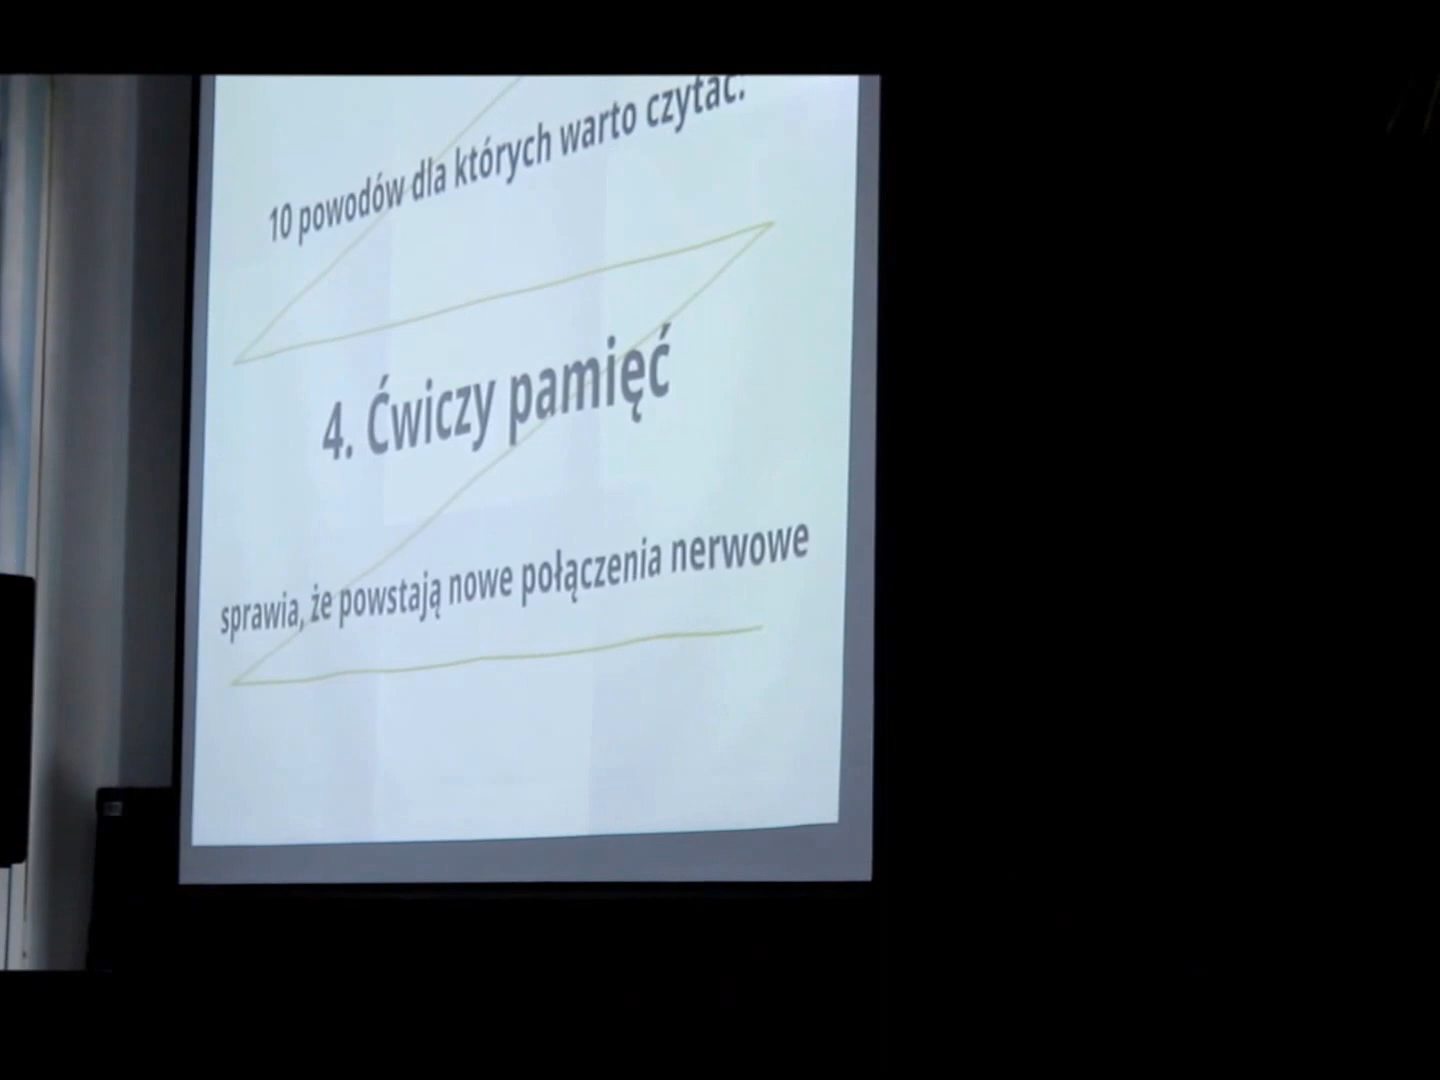 10 powodów dla których warto czytać:
4. Ćwiczy pamięć
sprawia, że powstają nowe połączenia nerwowe